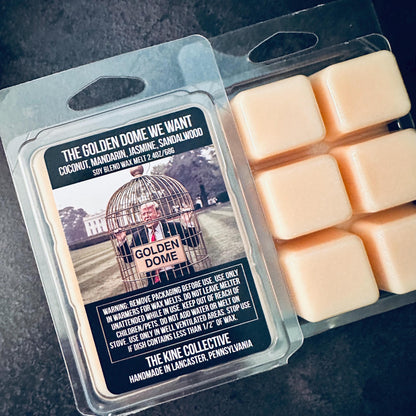 THE GOLDEN DOME WE WANT
COCONUT, MANDARIN, JASMINE, SANDALWOOD
SOY BLEND WAX MELT 2.4OZ/68G
GOLDEN
DOME
WARNING: REMOVE PACKAGING BEFORE USE. USE ONLY
IN WARMERS FOR WAX MELTS. DO NOT LEAVE MELTER
UNATTENDED WHILE IN USE. KEEP OUT OF REACH OF
CHILDREN/PETS. DO NOT ADD WATER OR MELT ON
STOVE. USE ONLY IN WELL VENTILATED AREAS. STOP USE
IF DISH CONTAINS LESS THAN 1/2" OF WAX.
THE KINE COLLECTIVE
HANDMADE IN LANCASTER, PENNSYLVANIA